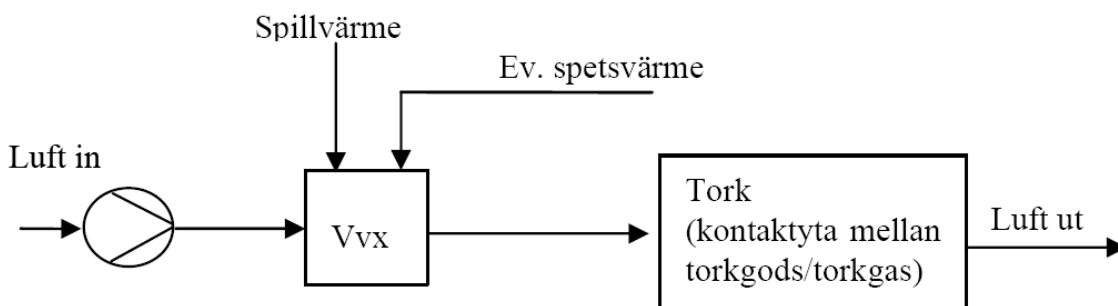 Spillvärme
Ev. spetsvärme
Luft in
Vvx
Tork
(kontaktyta mellan
torkgods/torkgas)
Luft ut